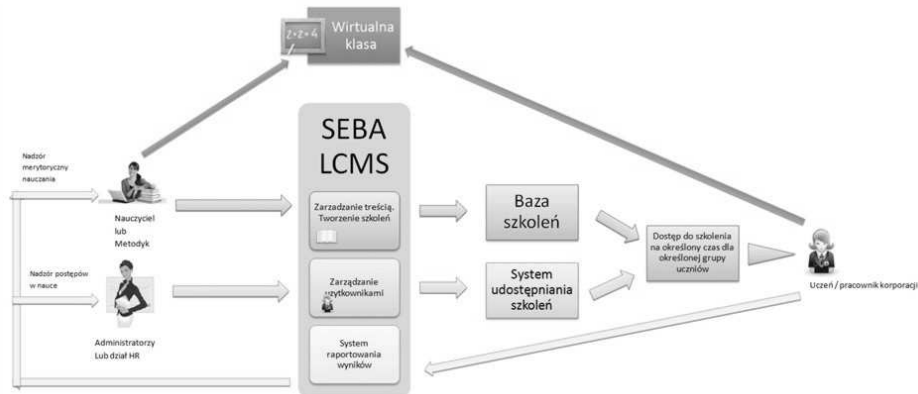 2+2=4
Wirtualna
klasa
SEBA
LCMS
Nadzór
merytoryczny
nauczania
Nauczyciel
lub
Metodyk
Zarzadzanie treścią.
Tworzenie szkoleń
Baza
szkoleń
Dostęp do szkolenia
na określony czas dla
określonej grupy
uczniów
Nadzór postępów
w nauce
Administratorzy
Lub dział HR
Zarządzanie
użytkownikami
System
udostępniania
szkoleń
Uczeń / pracownik korporacji
System
raportowania
wyników